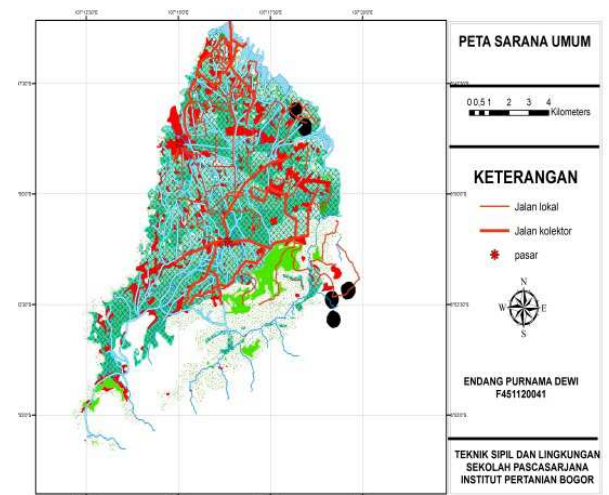 PETA SARANA UMUM
0 0,5 1 2 3 4
Kilometers
KETERANGAN
Jalan lokal
Jalan kolektor
pasar
N
W E
S
ENDANG PURNAMA DEWI
F451120041
TEKNIK SIPIL DAN LINGKUNGAN
SEKOLAH PASCASARJANA
INSTITUT PERTANIAN BOGOR